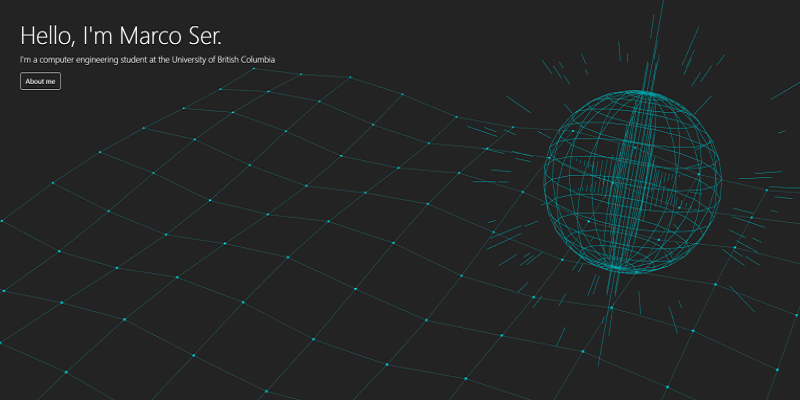 Hello, I'm Marco Ser.
I'm a computer engineering student at the University of British Columbia
About me